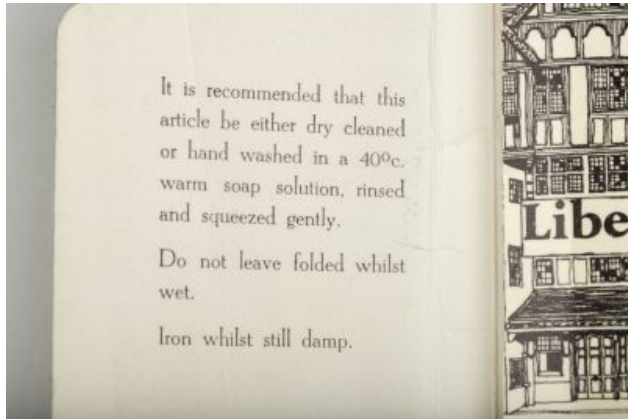 It is recommended that this
article be either dry cleaned
or hand washed in a 40ºc.
warm soap solution, rinsed
and squeezed gently.
Do not leave folded whilst
wet.
Iron whilst still damp.
Libe